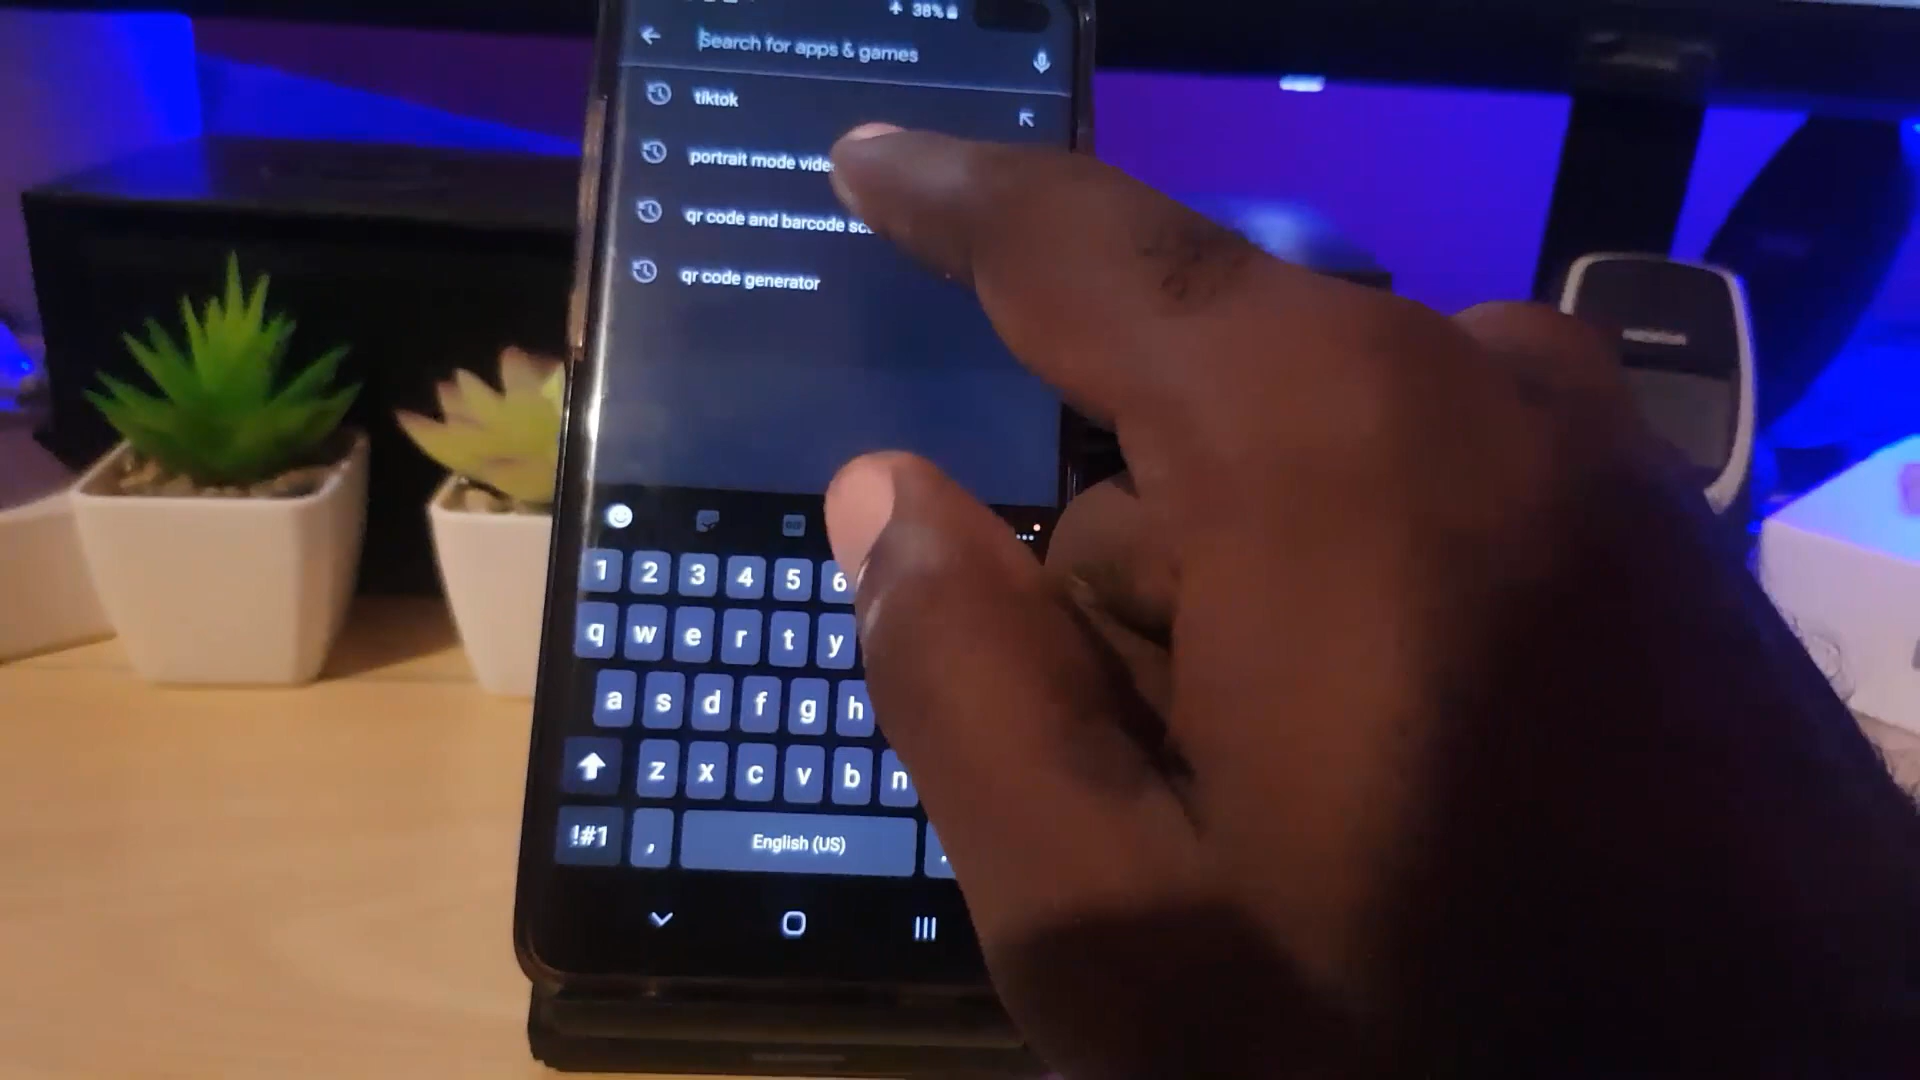 38%
Search for apps & games
tiktok
portrait mode vide
qr code and barcode sc
qr code generator
1 2 3 4 5 6
q w e r t y
a s d f g h
z x c v b n
!#1 , English (US) .